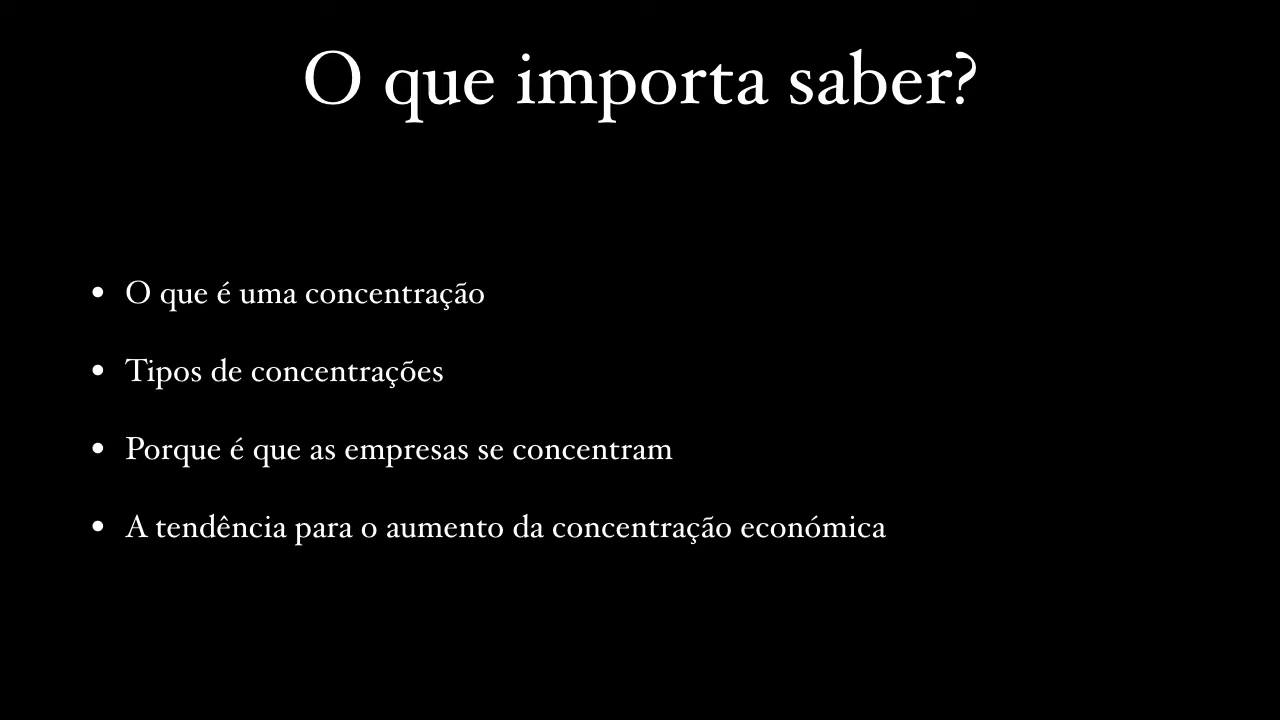 O que importa saber?
• O que é uma concentração
• Tipos de concentrações
• Porque é que as empresas se concentram
• A tendência para o aumento da concentração económica